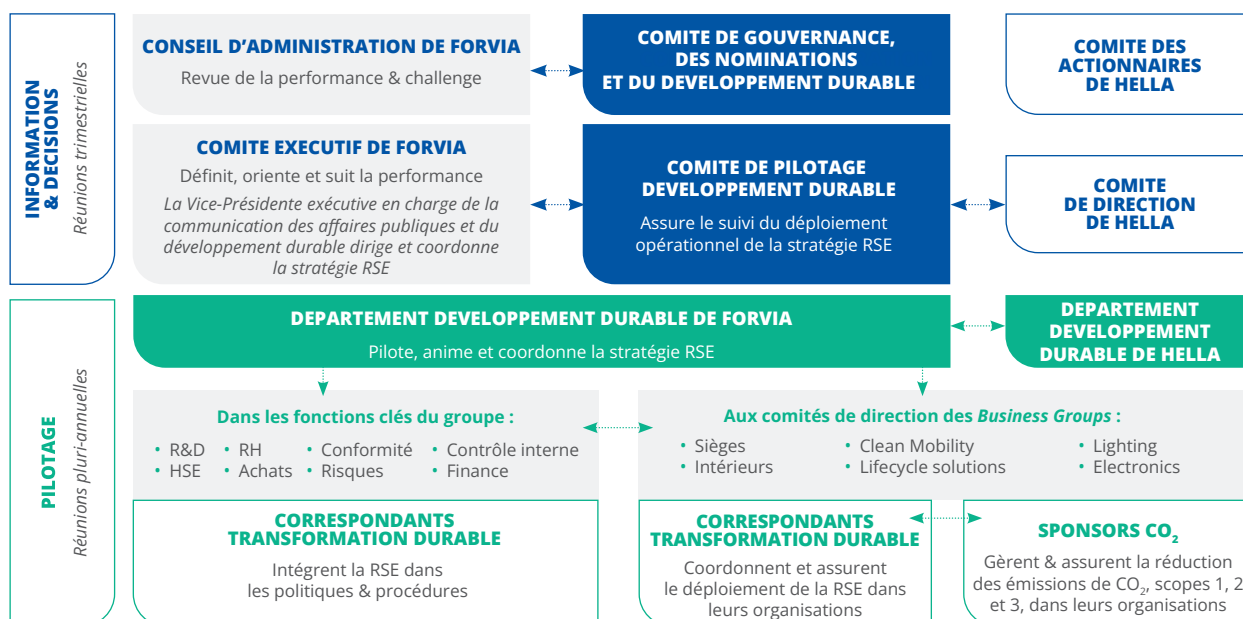 INFORMATION
& DECISIONS
Réunions trimestrielles
CONSEIL D’ADMINISTRATION DE FORVIA
Revue de la performance & challenge
COMITE DE GOUVERNANCE,
DES NOMINATIONS
ET DU DEVELOPPEMENT DURABLE
COMITE DES
ACTIONNAIRES
DE HELLA
COMITE EXECUTIF DE FORVIA
Définit, oriente et suit la performance
La Vice-Présidente exécutive en charge de la
communication des affaires publiques et du
développement durable dirige et coordonne
la stratégie RSE
COMITE DE PILOTAGE
DEVELOPPEMENT DURABLE
Assure le suivi du déploiement
opérationnel de la stratégie RSE
COMITE
DE DIRECTION
DE HELLA
PILOTAGE
Réunions pluri-annuelles
DEPARTEMENT DEVELOPPEMENT DURABLE DE FORVIA
Pilote, anime et coordonne la stratégie RSE
DEPARTEMENT
DEVELOPPEMENT
DURABLE DE HELLA
Dans les fonctions clés du groupe :
• R&D • RH • Conformité • Contrôle interne
• HSE • Achats • Risques • Finance
Aux comités de direction des Business Groups :
• Sièges • Clean Mobility • Lighting
• Intérieurs • Lifecycle solutions • Electronics
CORRESPONDANTS
TRANSFORMATION DURABLE
Intégrent la RSE dans
les politiques & procédures
CORRESPONDANTS
TRANSFORMATION DURABLE
Coordonnent et assurent
le déploiement de la RSE dans
leurs organisations
SPONSORS CO₂
Gèrent & assurent la réduction
des émissions de CO₂, scopes 1, 2
et 3, dans leurs organisations